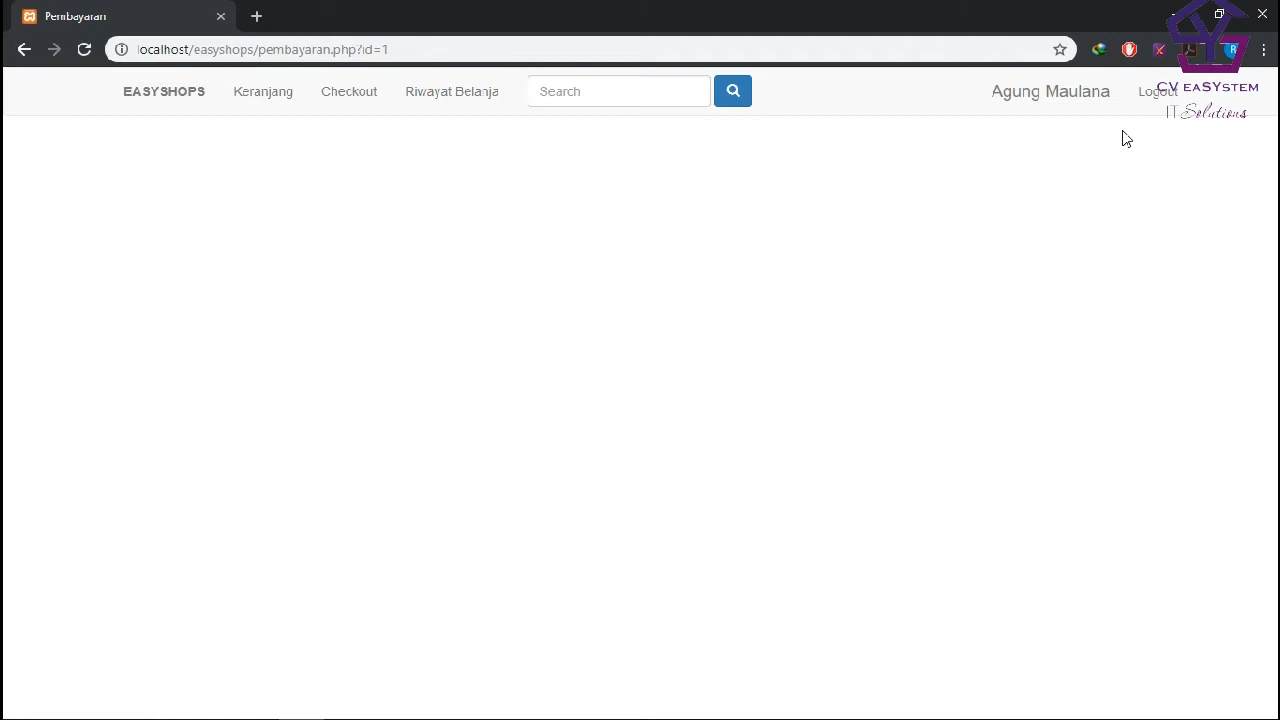 Pembayaran
localhost/easyshops/pembayaran.php?id=1
EASYSHOPS Keranjang Checkout Riwayat Belanja Search Agung Maulana Logout
CV EASYSTEM
IT Solutions